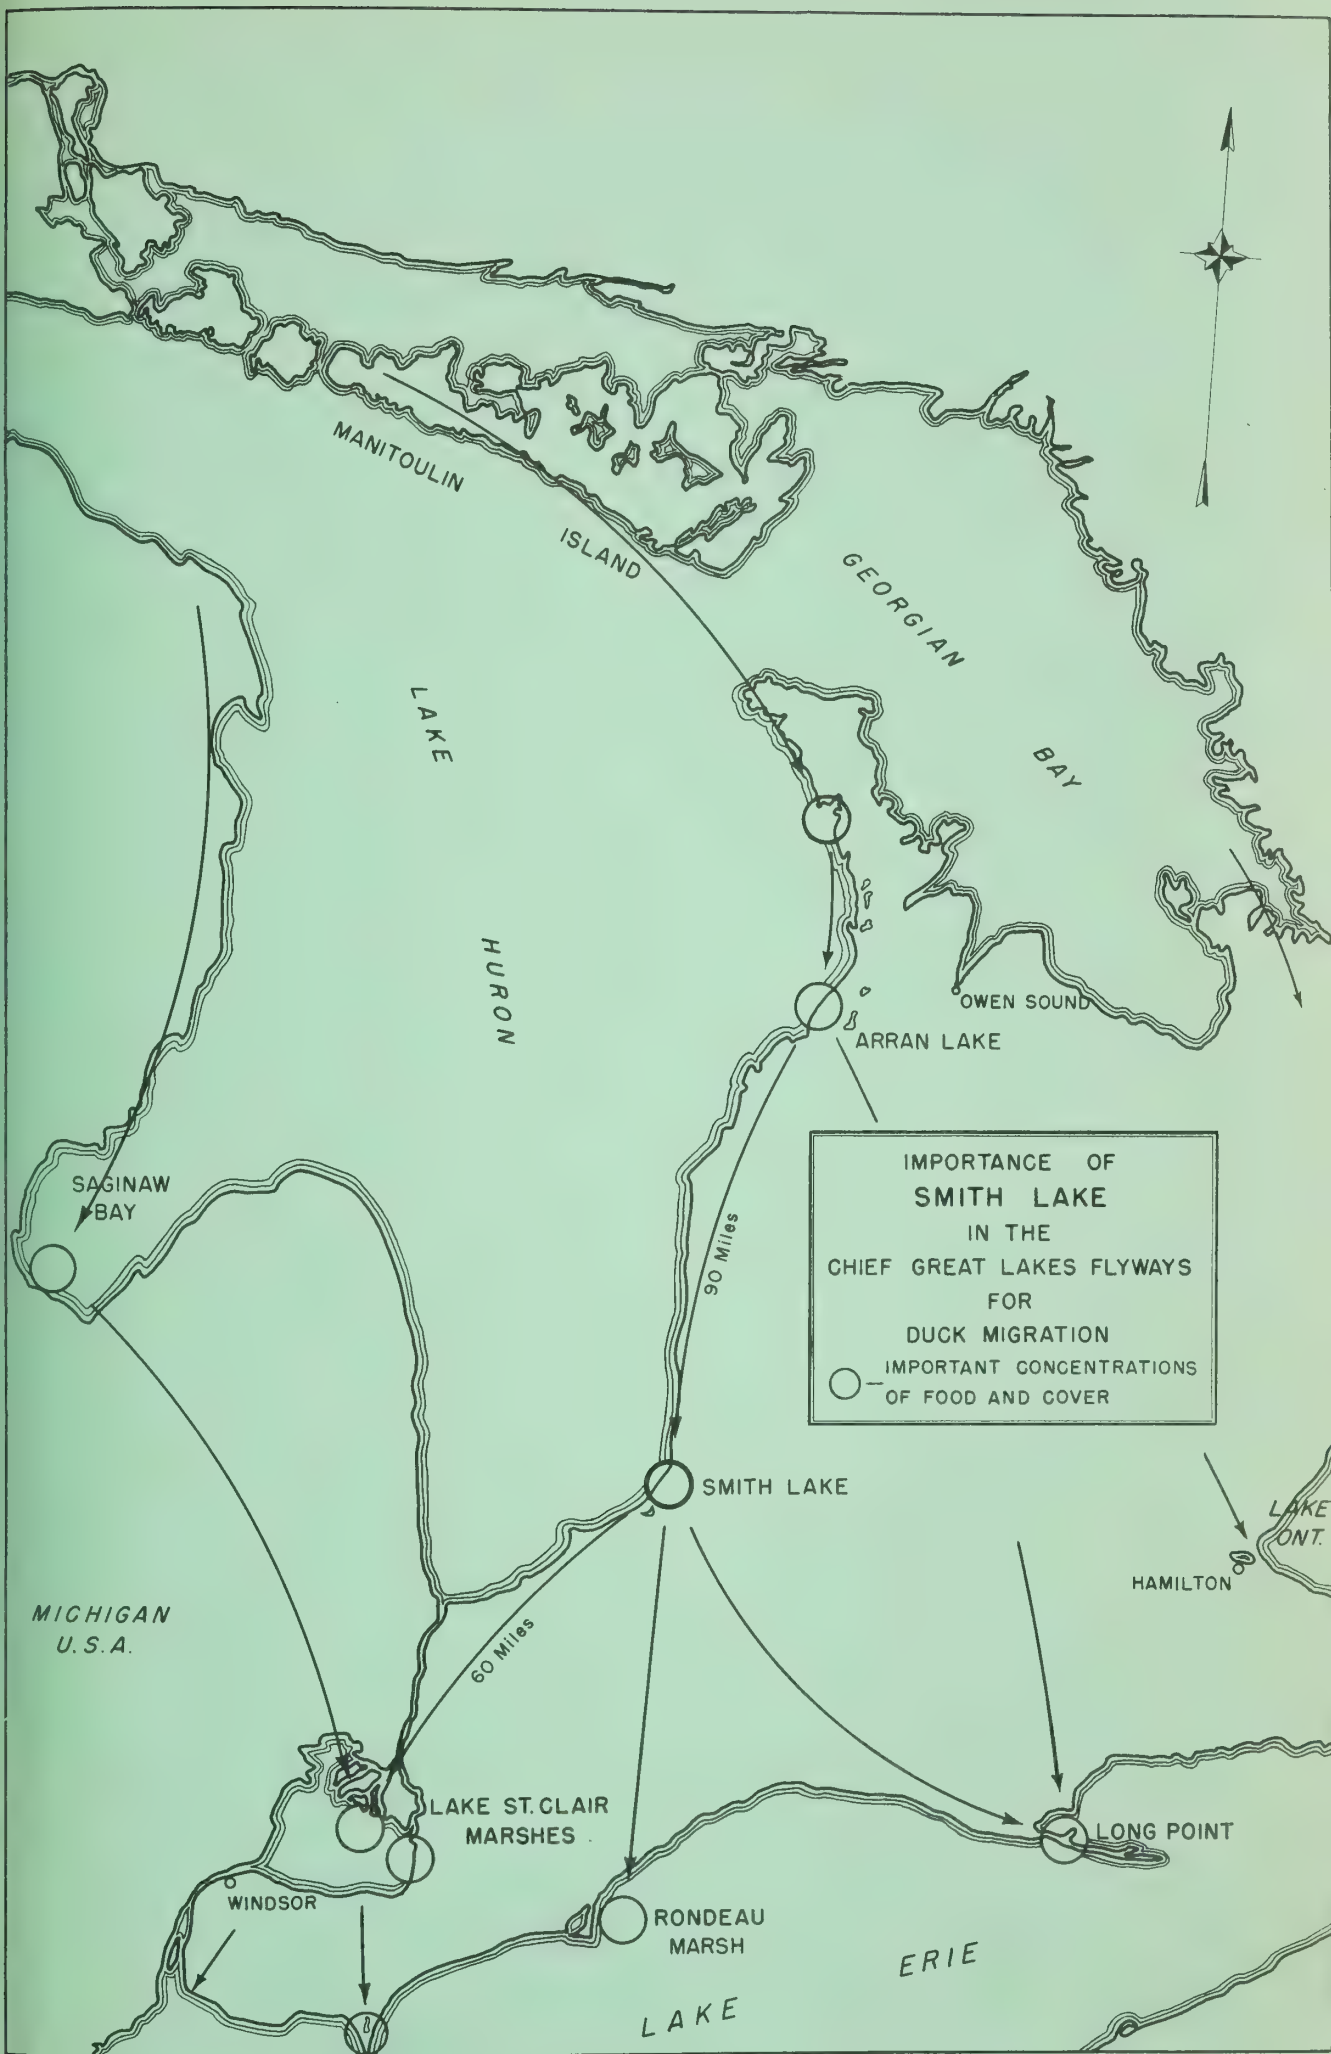 MANITOULIN
ISLAND
GEORGIAN
BAY
LAKE
HURON
OWEN SOUND
ARRAN LAKE
SAGINAW
BAY
90 Miles
IMPORTANCE OF
SMITH LAKE
IN THE
CHIEF GREAT LAKES FLYWAYS
FOR
DUCK MIGRATION
IMPORTANT CONCENTRATIONS
OF FOOD AND COVER
SMITH LAKE
LAKE
ONT.
HAMILTON
MICHIGAN
U.S.A.
60 Miles
LAKE ST. CLAIR
MARSHES
LONG POINT
WINDSOR
RONDEAU
MARSH
LAKE ERIE